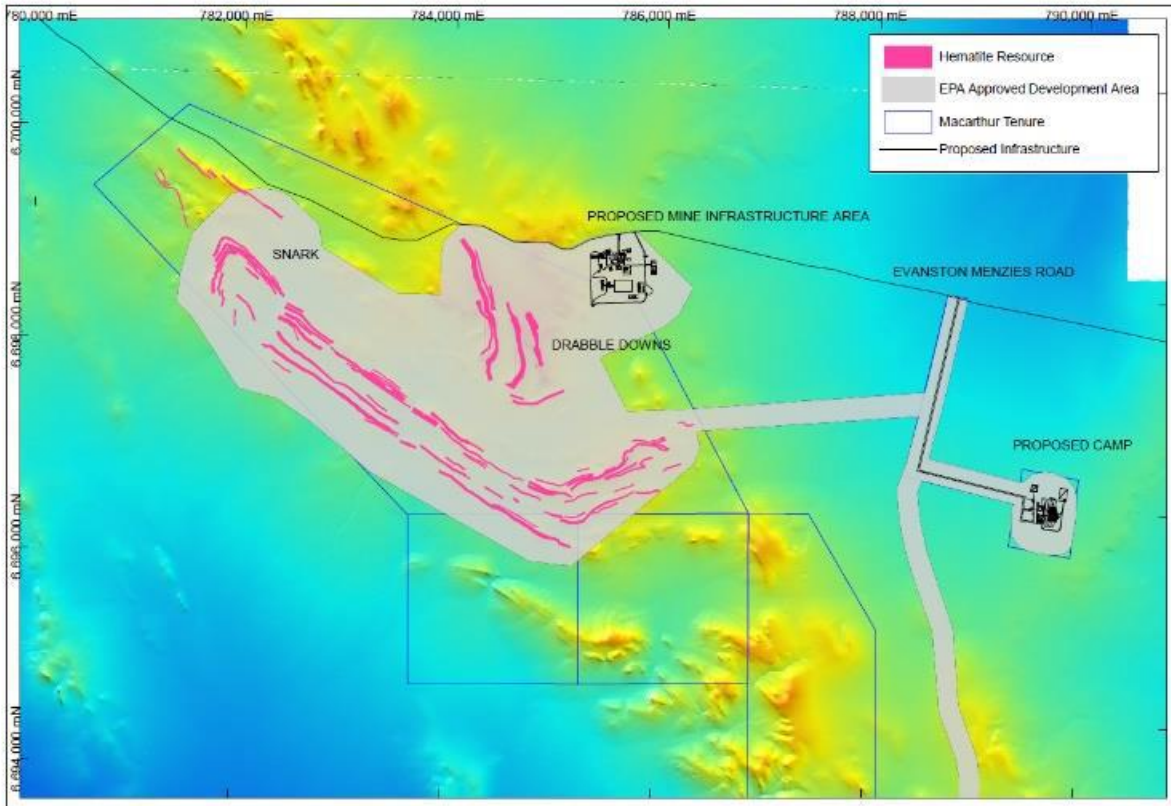 780,000 mE
782,000 mE
784,000 mE
786,000 mE
788,000 mE
790,000 mE
Hematite Resource
EPA Approved Development Area
Macarthur Tenure
Proposed Infrastructure
6,700,000 mN
PROPOSED MINE INFRASTRUCTURE AREA
SNARK
EVANSTON MENZIES ROAD
6,698,000 mN
DRABBLE DOWNS
PROPOSED CAMP
6,696,000 mN
6,694,000 mN